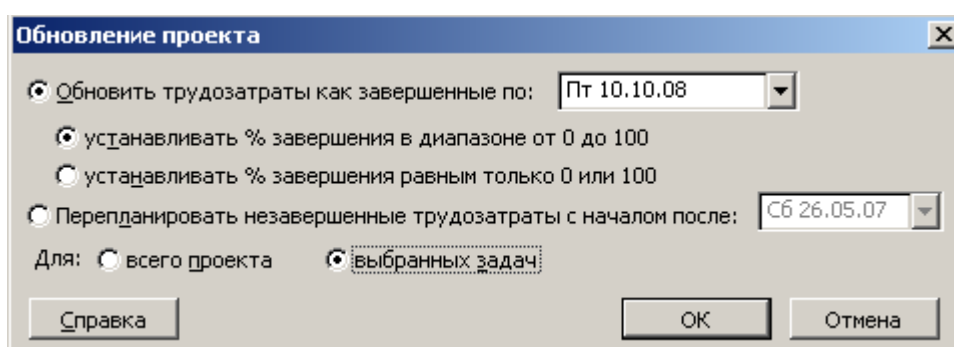 Обновление проекта
Обновить трудозатраты как завершенные по: Пт 10.10.08
устанавливать % завершения в диапазоне от 0 до 100
устанавливать % завершения равным только 0 или 100
Перепланировать незавершенные трудозатраты с началом после: Сб 26.05.07
Для: всего проекта выбранных задач
Справка ОК Отмена